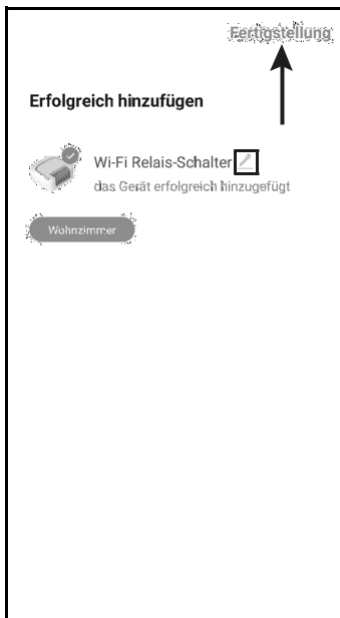 Fertigstellung
Erfolgreich hinzufügen
Wi-Fi Relais-Schalter
das Gerät erfolgreich hinzugefügt
Wohnzimmer